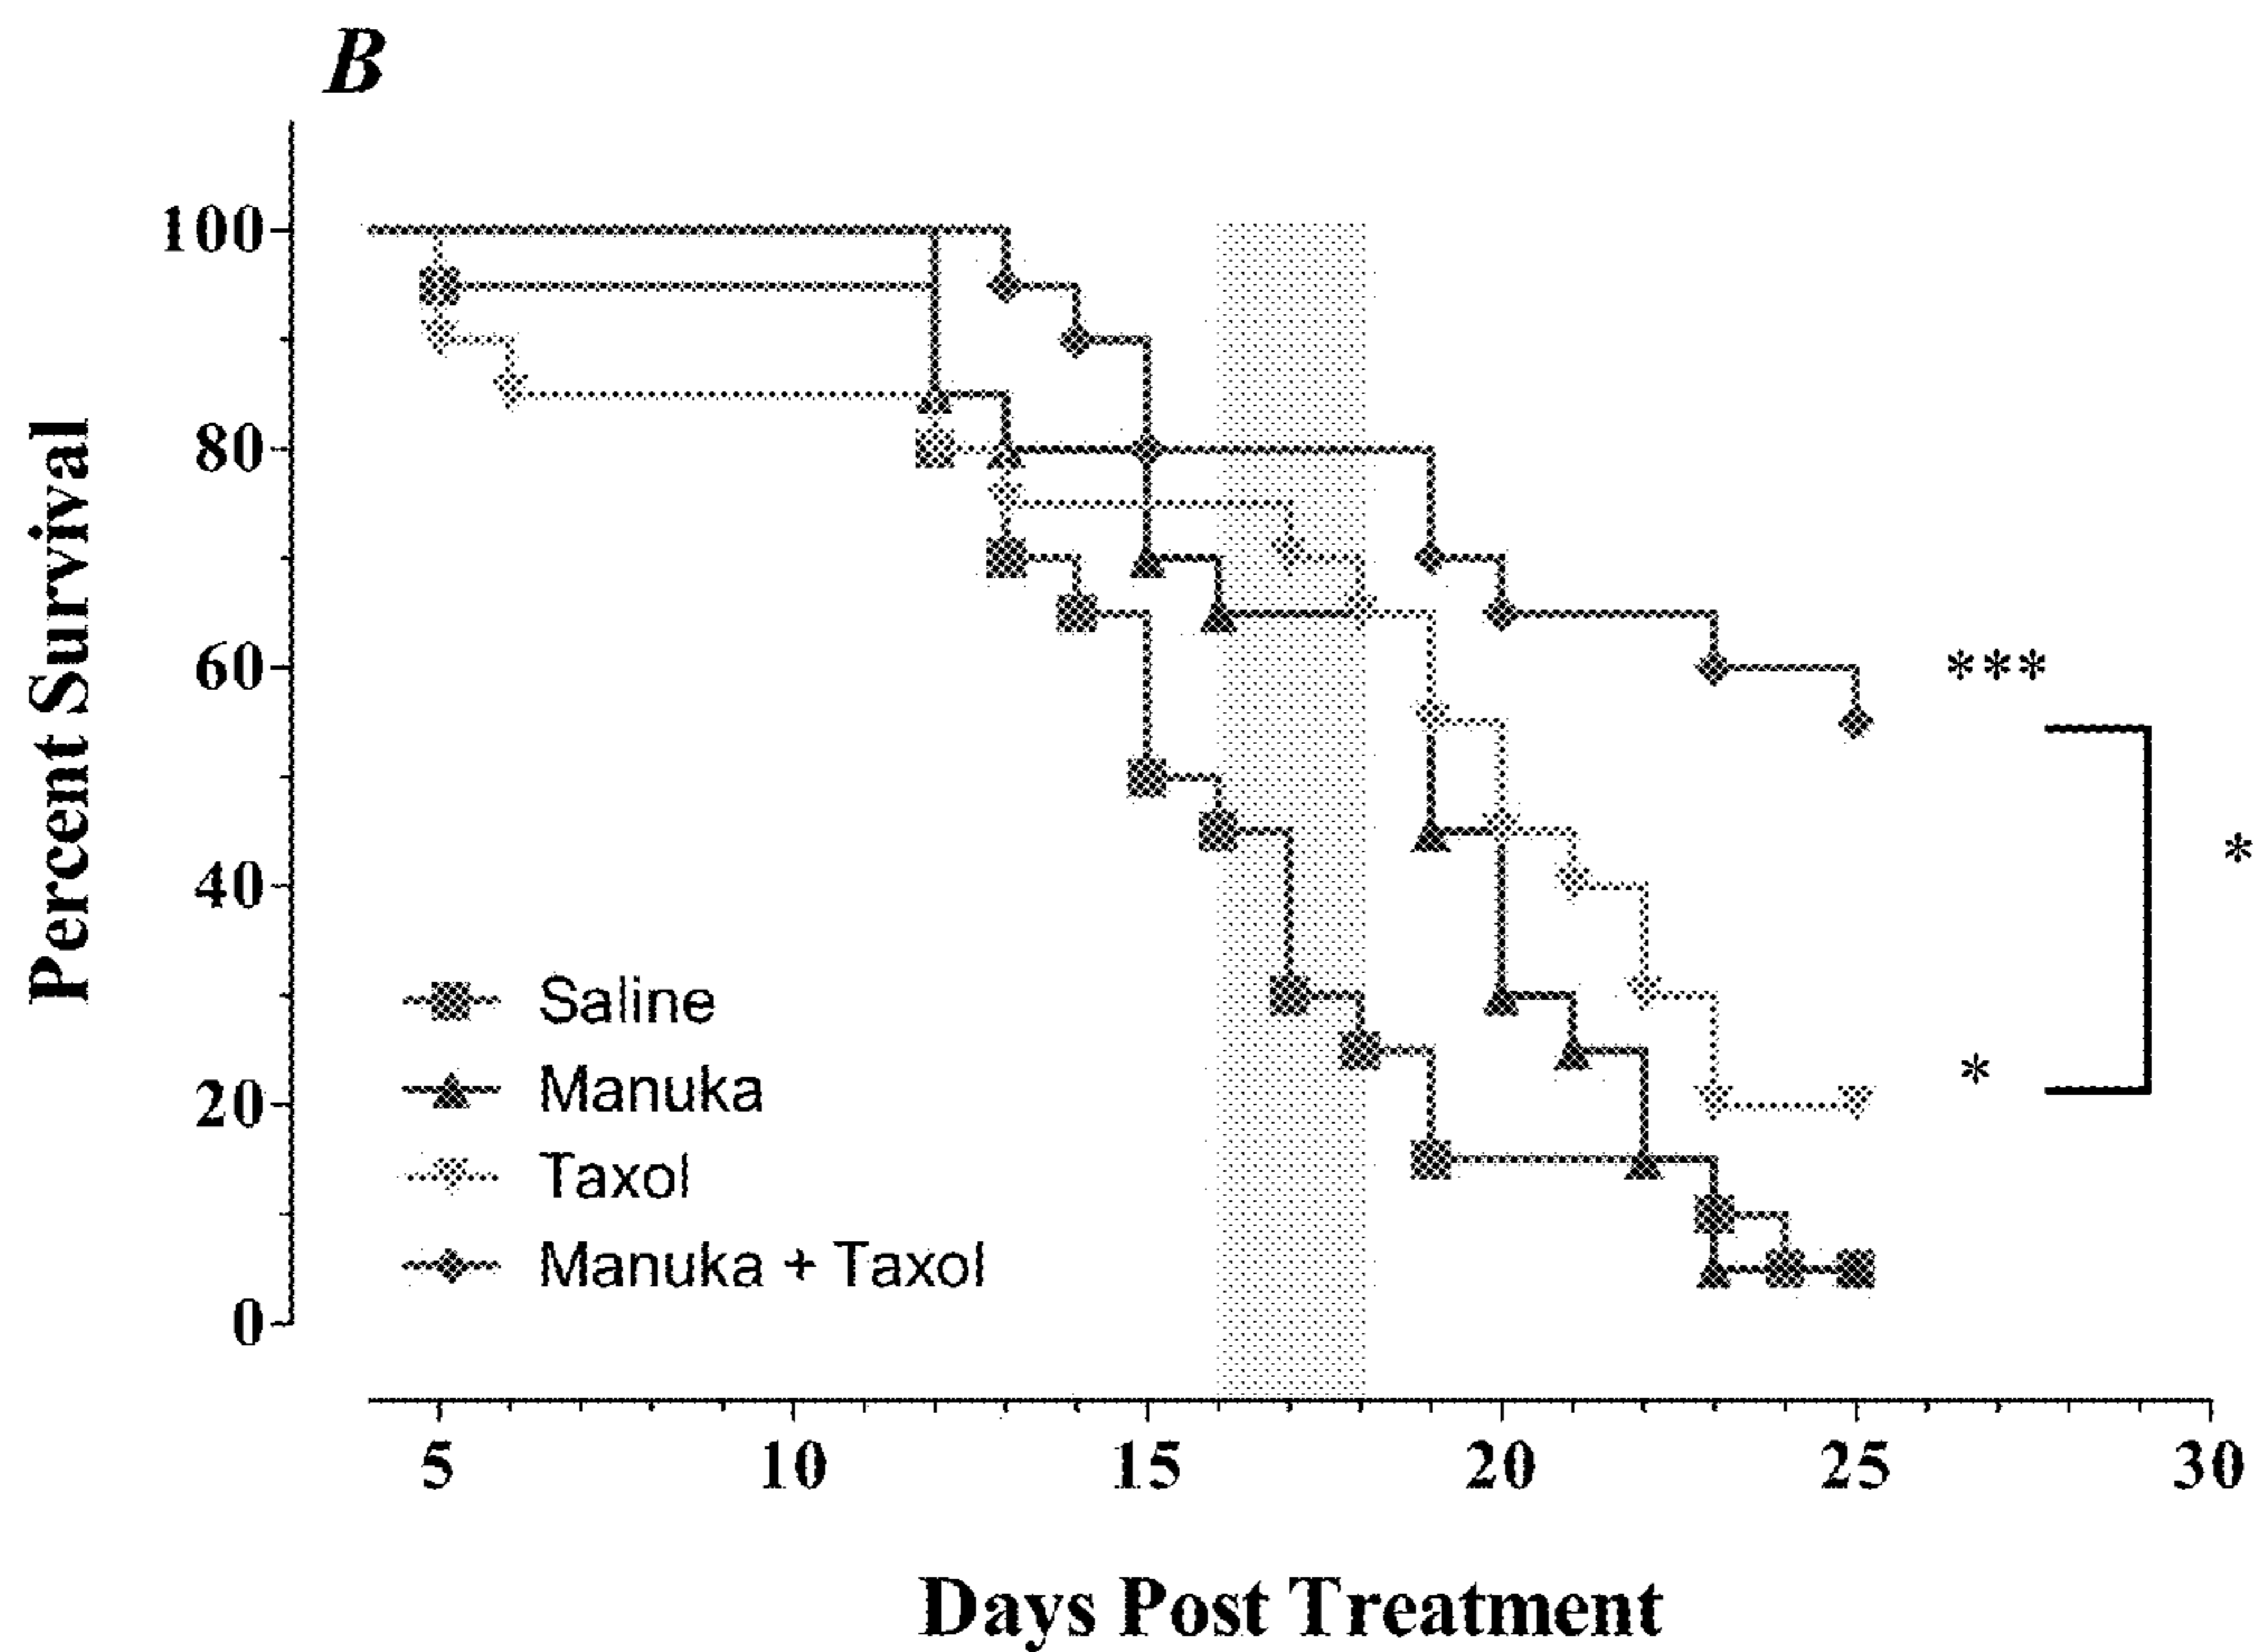 B
Percent Survival
100
80
60
40
20
0
***
*
*
Saline
Manuka
Taxol
Manuka + Taxol
5 10 15 20 25 30
Days Post Treatment